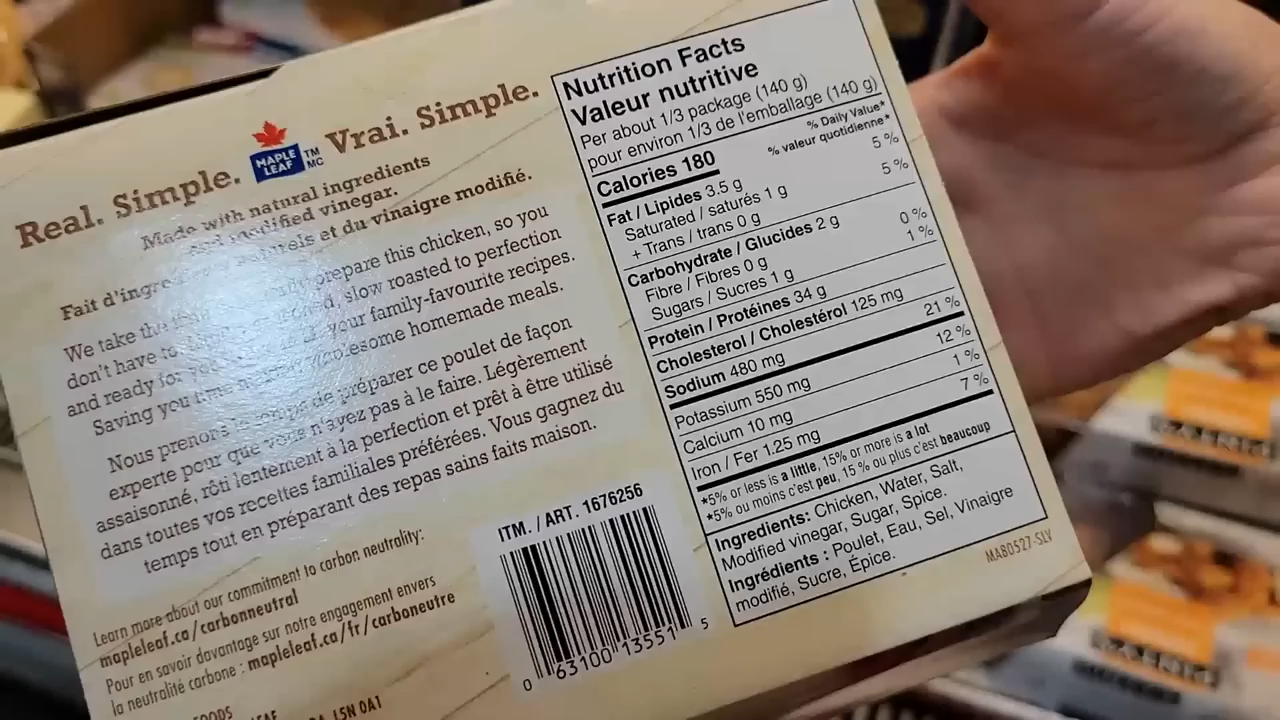 Real. Simple. MAPLE LEAF TM MC Vrai. Simple.
Made with natural ingredients
and modified vinegar.
Fait d'ingré et du vinaigre modifié.
We take the prepare this chicken, so you
don't have to slow roasted to perfection
and ready for your family-favourite recipes.
Saving you time homemade meals.
Nous prenons de préparer ce poulet de façon
experte pour que vous n'ayez pas à le faire. Légèrement
assaisonné, rôti lentement à la perfection et prêt à être utilisé
dans toutes vos recettes familiales préférées. Vous gagnez du
temps tout en préparant des repas sains faits maison.
Learn more about our commitment to carbon neutrality:
mapleleaf.ca/carbonneutral
Pour en savoir davantage sur notre engagement envers
la neutralité carbone : mapleleaf.ca/fr/carboneutre
FOODS
L5N 0A1
ITM. / ART. 1676256
0 63100 13551 5
Nutrition Facts
Valeur nutritive
Per about 1/3 package (140 g)
pour environ 1/3 de l'emballage (140 g)
% Daily Value*
% valeur quotidienne*
Calories 180
Fat / Lipides 3.5 g 5 %
Saturated / saturés 1 g 5 %
+ Trans / trans 0 g
Carbohydrate / Glucides 2 g
Fibre / Fibres 0 g 0 %
Sugars / Sucres 1 g 1 %
Protein / Protéines 34 g
Cholesterol / Cholestérol 125 mg
Sodium 480 mg 21 %
Potassium 550 mg 12 %
Calcium 10 mg 1 %
Iron / Fer 1.25 mg 7 %
*5% or less is a little, 15% or more is a lot
*5% ou moins c'est peu, 15 % ou plus c'est beaucoup
Ingredients: Chicken, Water, Salt,
Modified vinegar, Sugar, Spice.
Ingrédients : Poulet, Eau, Sel, Vinaigre
modifié, Sucre, Épice.
MA80527-SLV